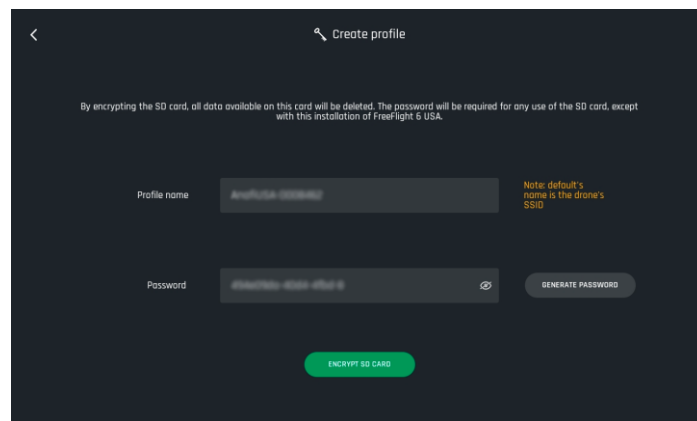 Create profile
By encrypting the SD card, all data available on this card will be deleted. The password will be required for any use of the SD card, except
with this installation of FreeFlight 6 USA.
Profile name
Note: default's
name is the drone's
SSID
Password
GENERATE PASSWORD
ENCRYPT SD CARD